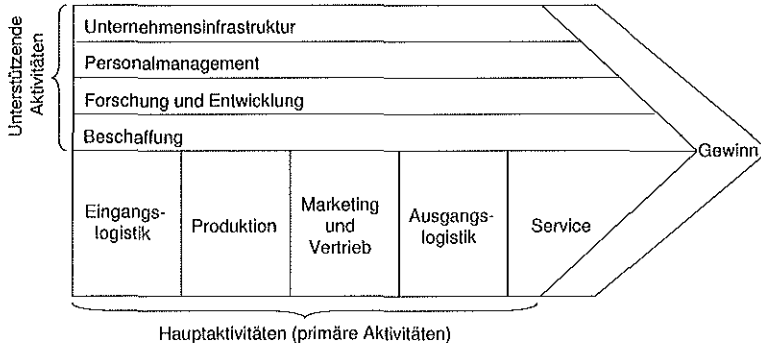 Unterstützende
Aktivitäten
Unternehmensinfrastruktur
Personalmanagement
Forschung und Entwicklung
Beschaffung
Gewinn
Eingangs-
logistik
Produktion
Marketing
und
Vertrieb
Ausgangs-
logistik
Service
Hauptaktivitäten (primäre Aktivitäten)